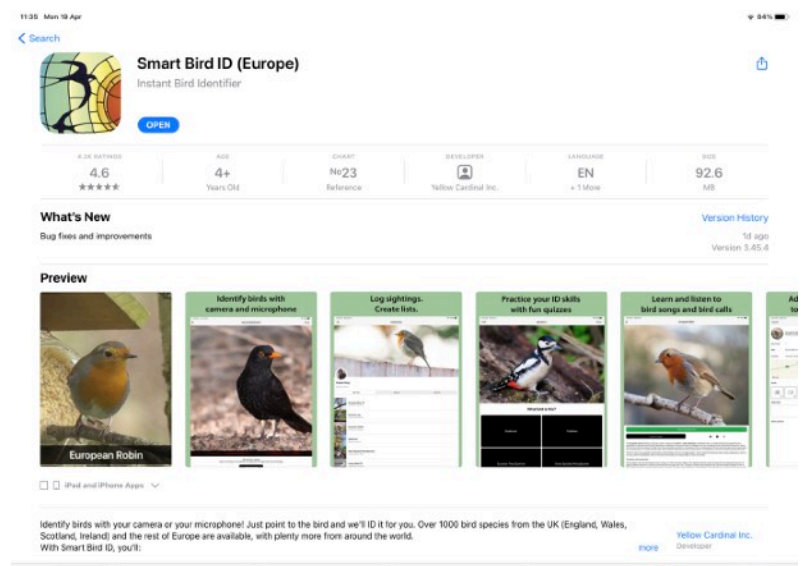 11:35 Mon 19 Apr
84%
Search
Smart Bird ID (Europe)
Instant Bird Identifier
OPEN
4.2K RATINGS
AGE
CHART
DEVELOPER
LANGUAGE
SIZE
4.6
4+
No23
EN
92.6
Years Old
Reference
Yellow Cardinal Inc.
+ 1 More
MB
What's New
Version History
Bug fixes and improvements
1d ago
Version 3.45.4
Preview
Identify birds with
camera and microphone
Log sightings.
Create lists.
Practice your ID skills
with fun quizzes
Learn and listen to
bird songs and bird calls
Ad
to
European Robin
iPad and iPhone Apps
Identify birds with your camera or your microphone! Just point to the bird and we'll ID it for you. Over 1000 bird species from the UK (England, Wales,
Scotland, Ireland) and the rest of Europe are available, with plenty more from around the world.
With Smart Bird ID, you'll:
more
Yellow Cardinal Inc.
Developer